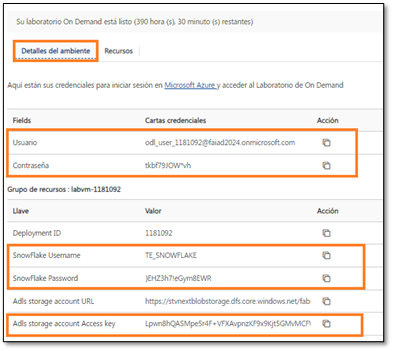 Su laboratorio On Demand está listo (390 hora (s), 30 minuto (s) restantes)
Detalles del ambiente Recursos
Aquí están sus credenciales para iniciar sesión en Microsoft Azure y acceder al Laboratorio de On Demand
Fields Cartas credenciales Acción
Usuario odl_user_1181092@faiad2024.onmicrosoft.com
Contraseña tkbf79JOW*vh
Grupo de recursos : labvm-1181092
Llave Valor Acción
Deployment ID 1181092
SnowFlake Username TE_SNOWFLAKE
SnowFlake Password )EHZ3h7!eGym8EWR
Adls storage account URL https://stvnextblobstorage.dfs.core.windows.net/fab
Adls storage account Access key Lpwn8hQASMpe5r4F+VFXAvpnzKF9x9Kjt5GMvMCF